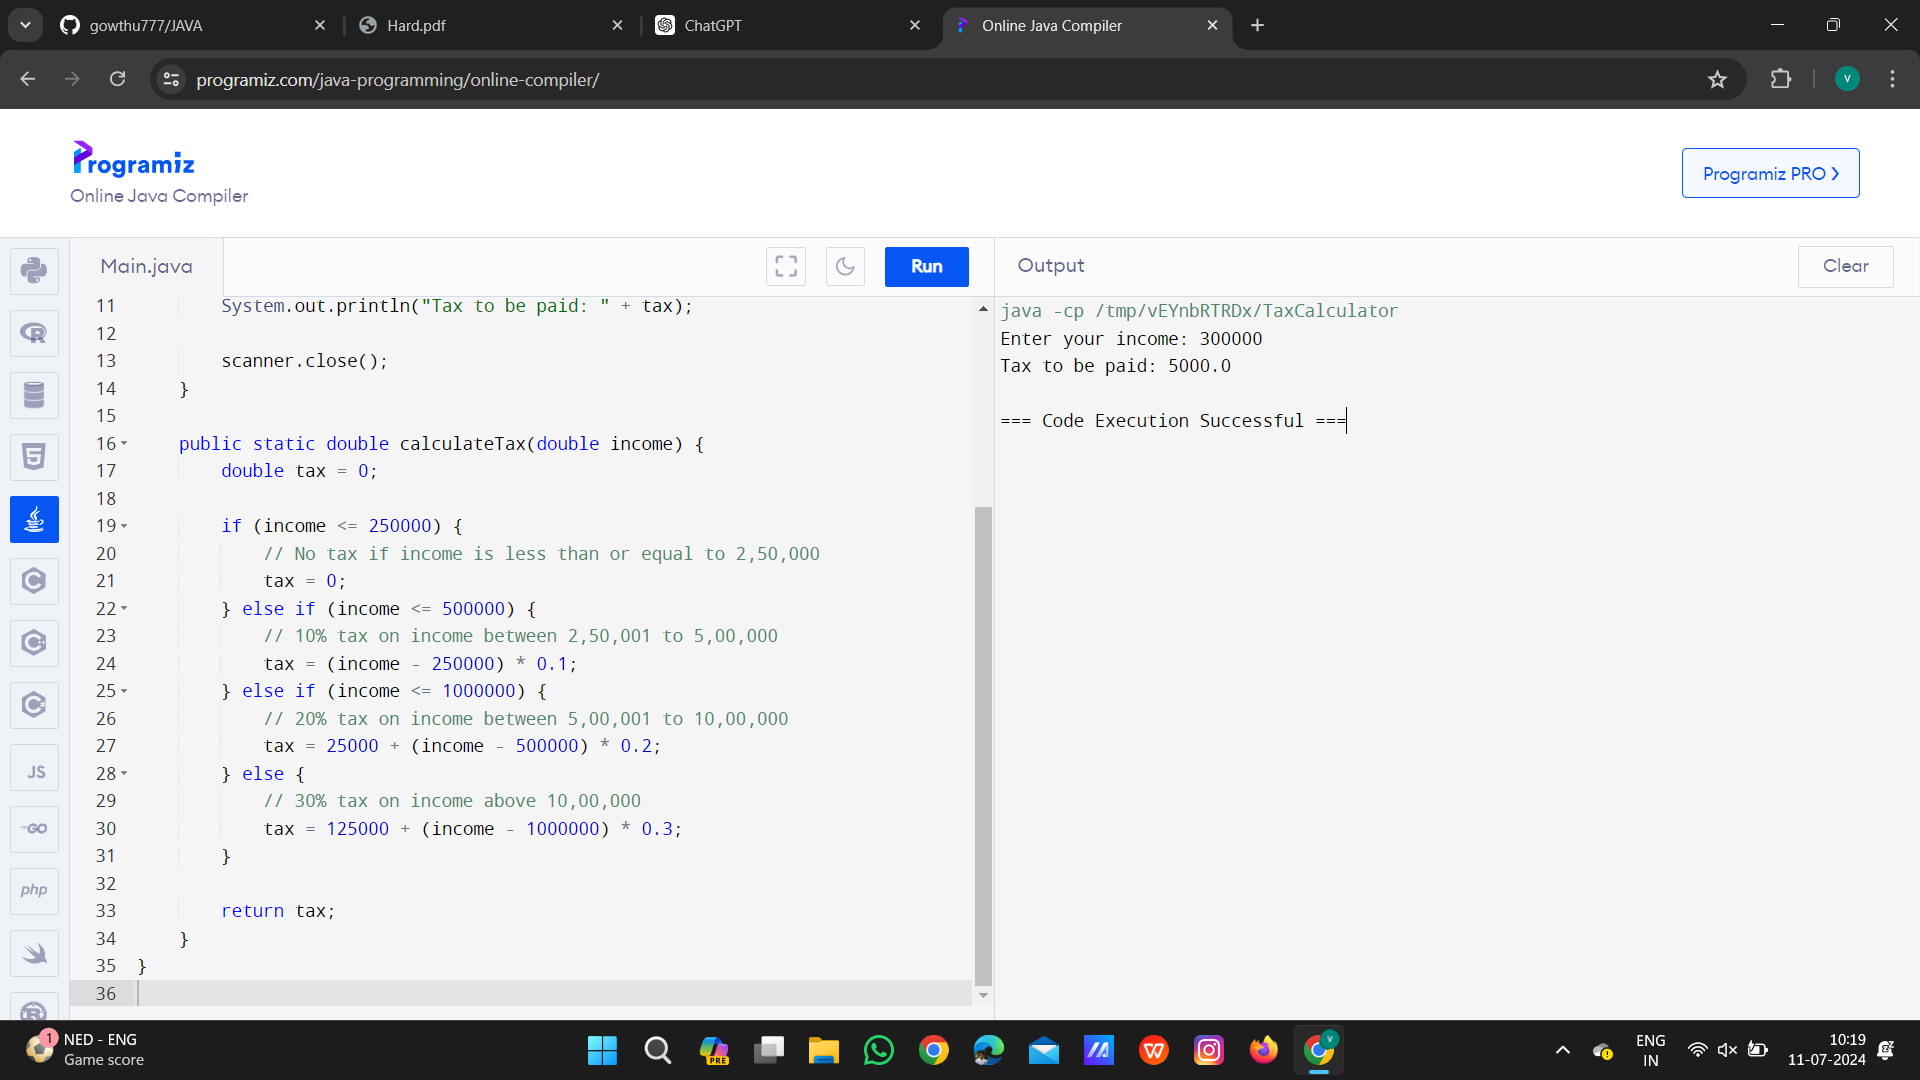 gowthu777/JAVA
Hard.pdf
ChatGPT
Online Java Compiler
programiz.com/java-programming/online-compiler/
V
Programiz
Online Java Compiler
Programiz PRO
Main.java
Run
Output
Clear
11 System.out.println("Tax to be paid: " + tax);
12
13 scanner.close();
14 }
15
16 public static double calculateTax(double income) {
17 double tax = 0;
18
19 if (income <= 250000) {
20 // No tax if income is less than or equal to 2,50,000
21 tax = 0;
22 } else if (income <= 500000) {
23 // 10% tax on income between 2,50,001 to 5,00,000
24 tax = (income - 250000) * 0.1;
25 } else if (income <= 1000000) {
26 // 20% tax on income between 5,00,001 to 10,00,000
27 tax = 25000 + (income - 500000) * 0.2;
28 } else {
29 // 30% tax on income above 10,00,000
30 tax = 125000 + (income - 1000000) * 0.3;
31 }
32
33 return tax;
34 }
35 }
36
java -cp /tmp/vEYnbRTRDx/TaxCalculator
Enter your income: 300000
Tax to be paid: 5000.0
=== Code Execution Successful ===
R
5
C
C
C
JS
GO
php
R
1
NED - ENG
Game score
PRE
W
V
ENG
IN
10:19
11-07-2024